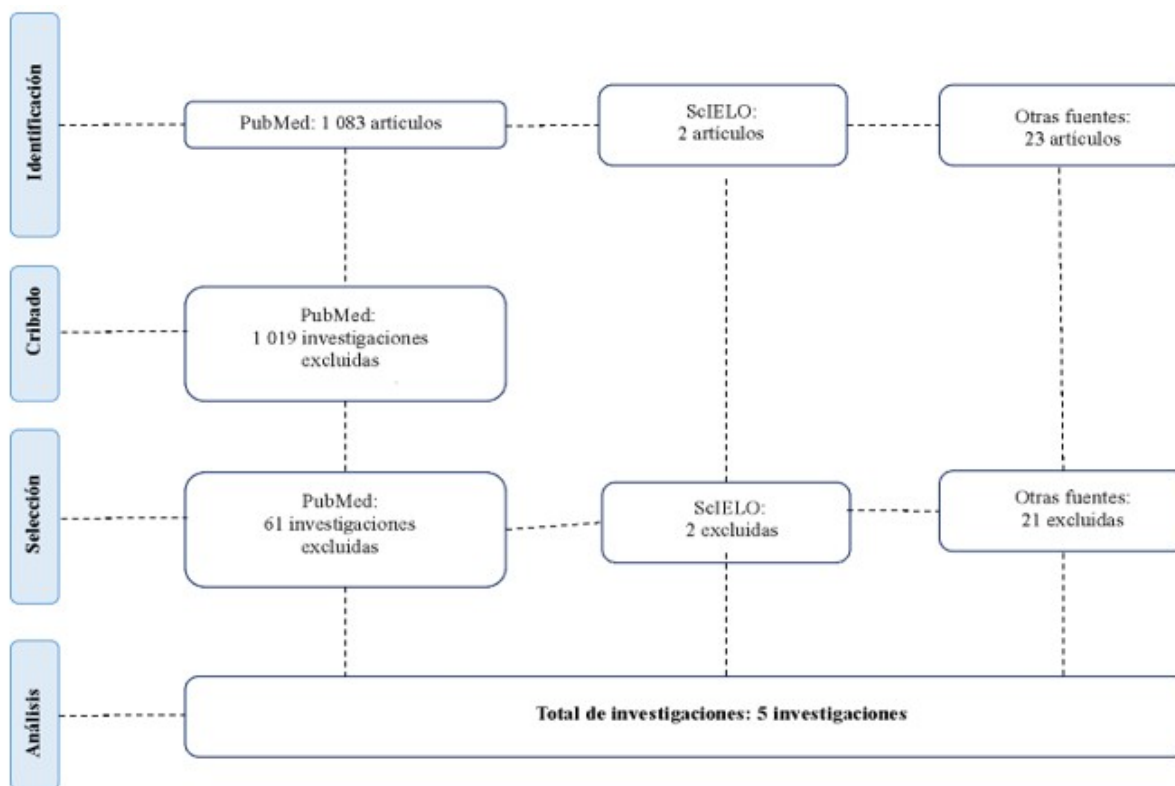 Identificación
PubMed: 1 083 artículos
ScIELO:
2 artículos
Otras fuentes:
23 artículos
Cribado
PubMed:
1 019 investigaciones
excluidas
Selección
PubMed:
61 investigaciones
excluidas
ScIELO:
2 excluidas
Otras fuentes:
21 excluidas
Análisis
Total de investigaciones: 5 investigaciones